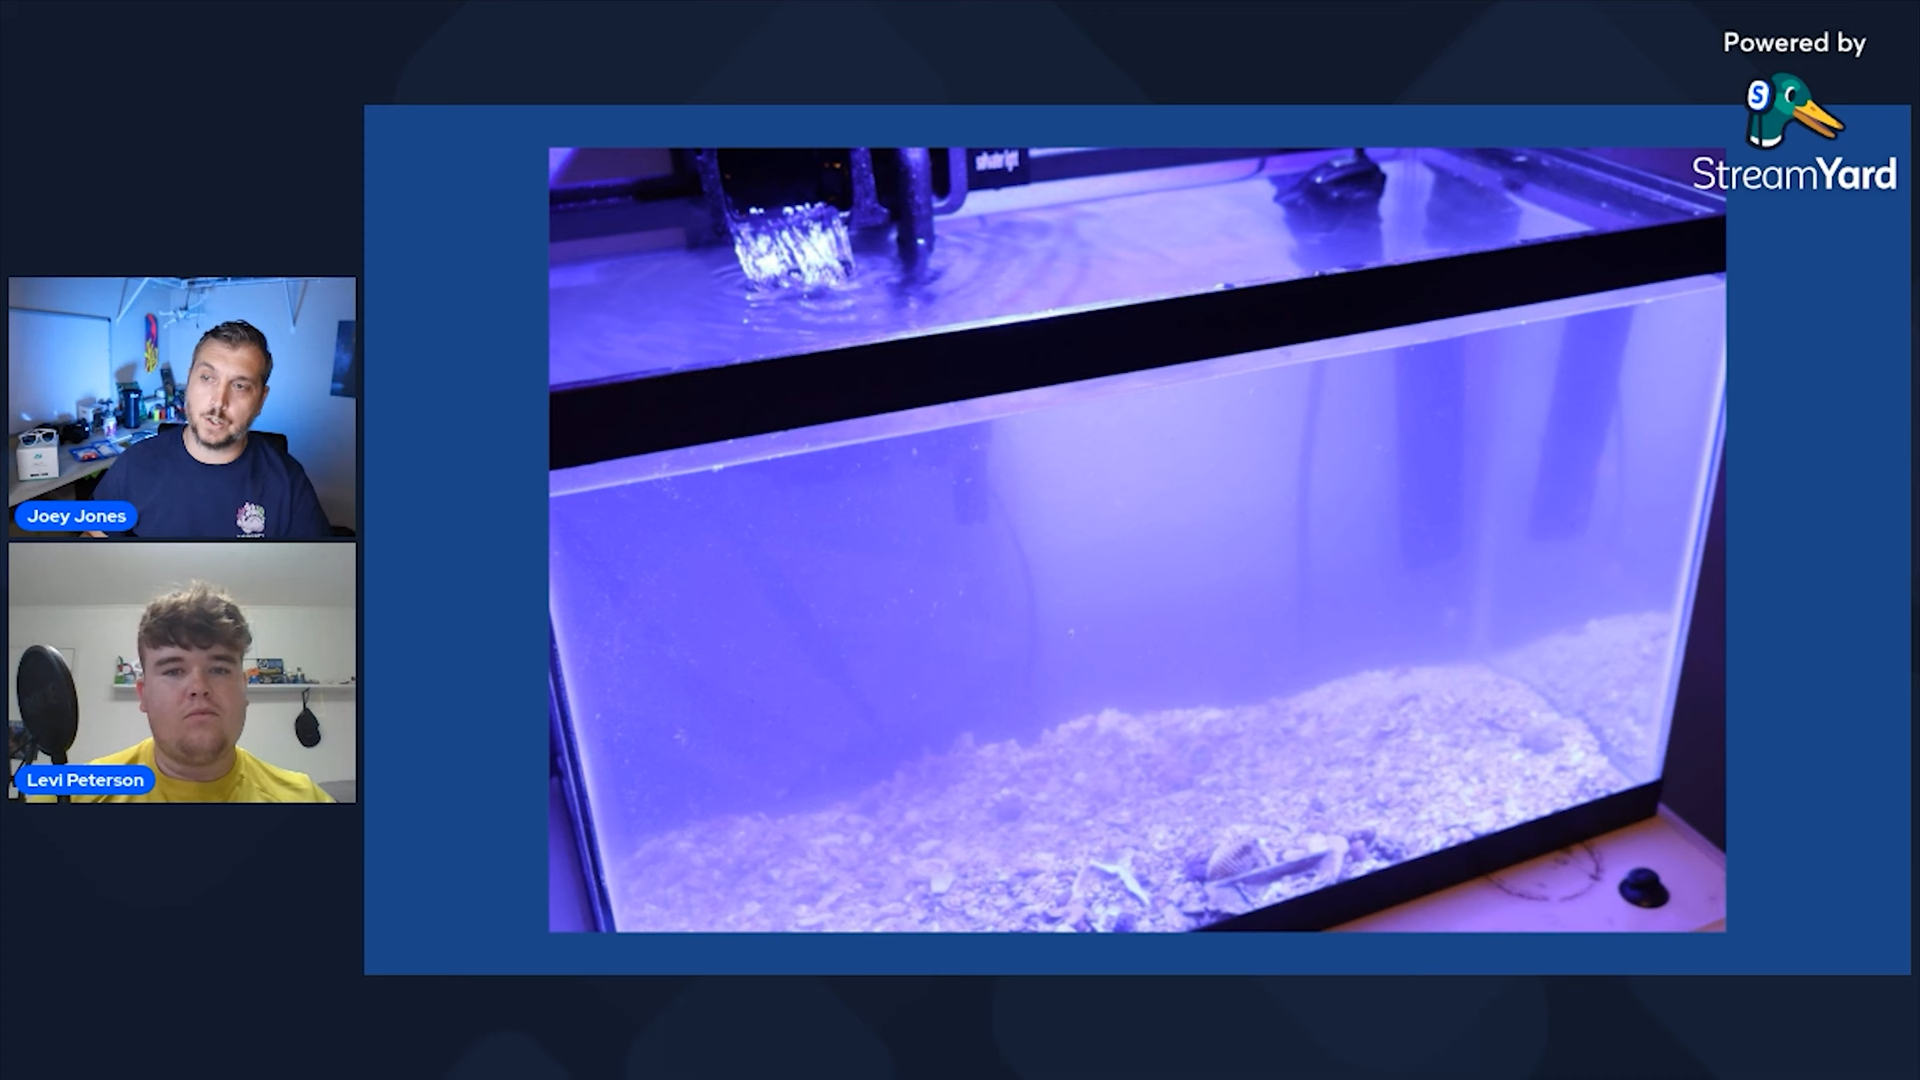 Powered by
S
StreamYard
Joey Jones
Levi Peterson